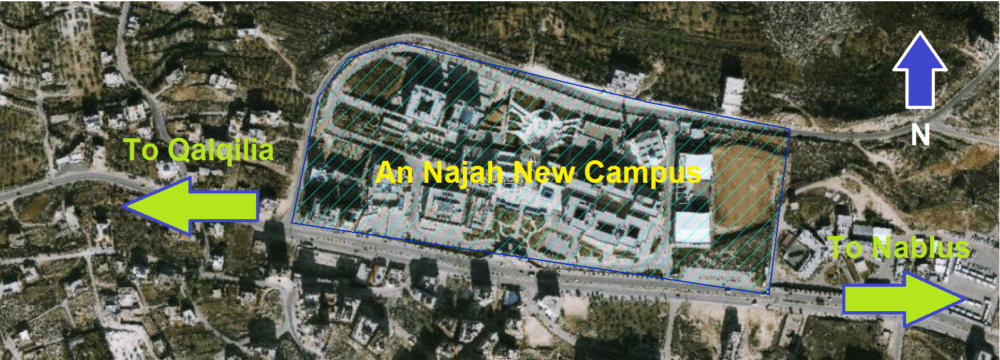 N
To Qalqilia
An Najah New Campus
To Nablus